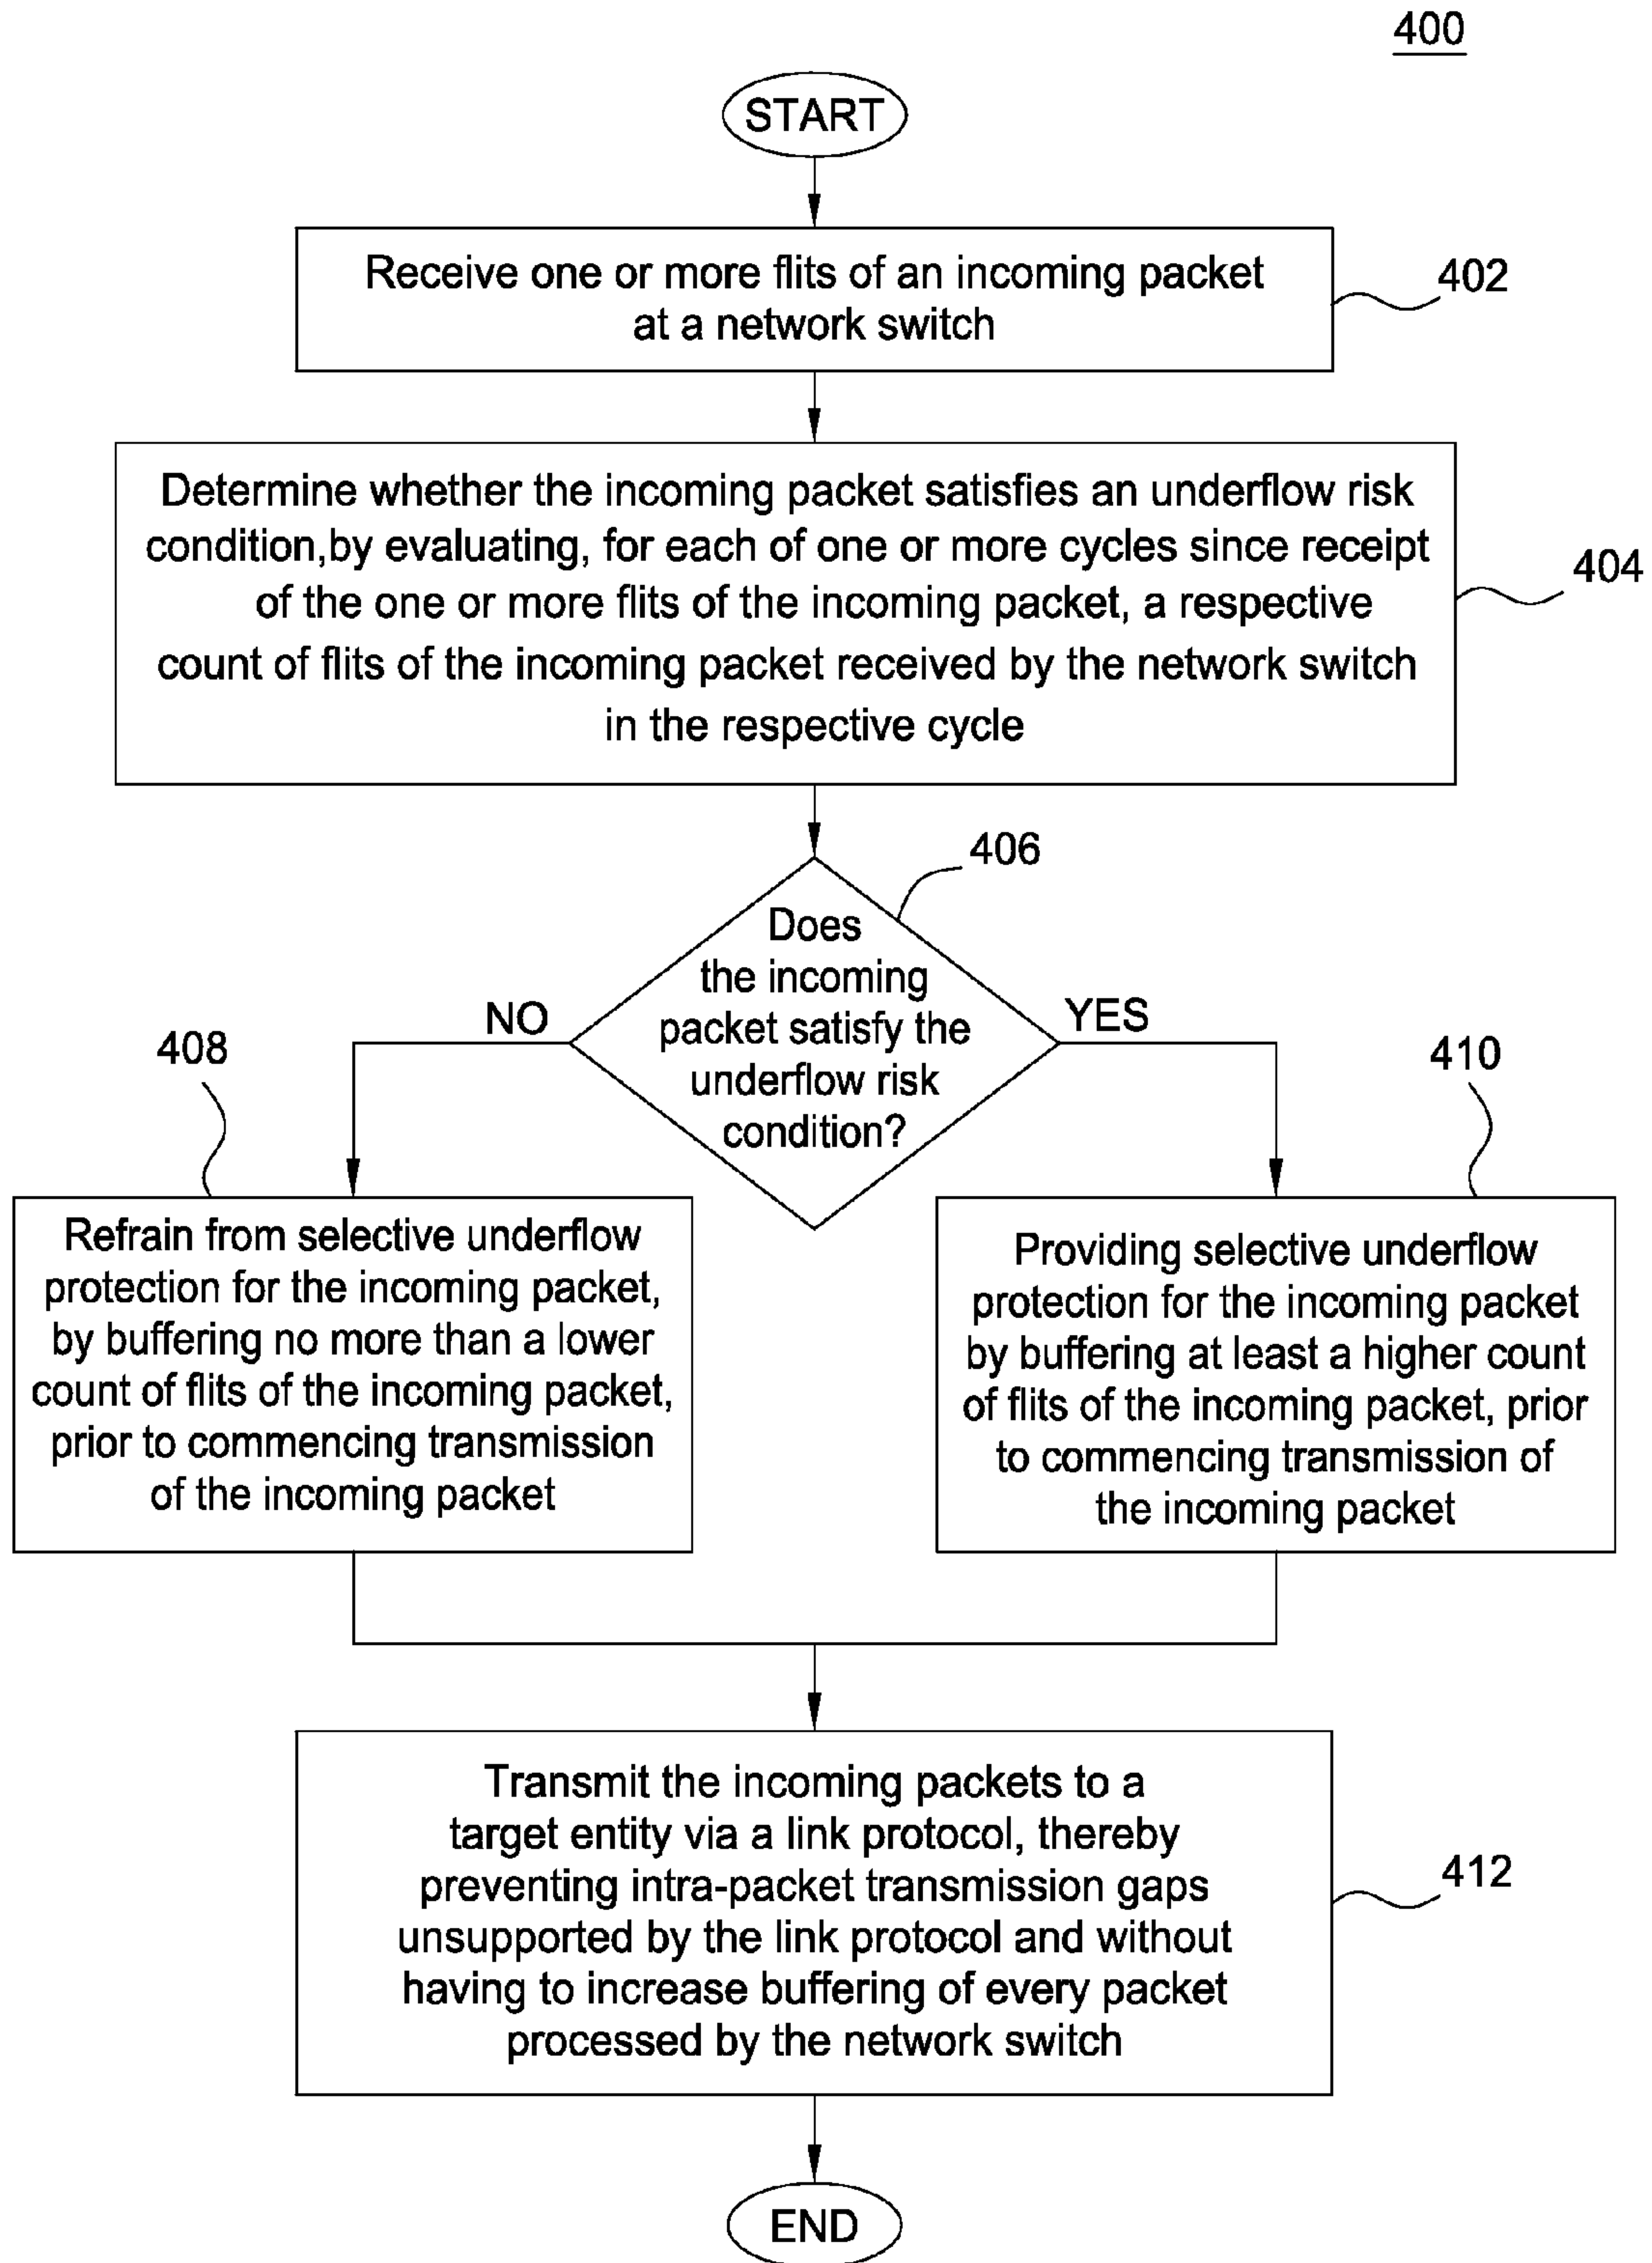 400
START
Receive one or more flits of an incoming packet
at a network switch
402
Determine whether the incoming packet satisfies an underflow risk
condition,by evaluating, for each of one or more cycles since receipt
of the one or more flits of the incoming packet, a respective
count of flits of the incoming packet received by the network switch
in the respective cycle
404
406
Does
the incoming
packet satisfy the
underflow risk
condition?
NO
YES
408
410
Refrain from selective underflow
protection for the incoming packet,
by buffering no more than a lower
count of flits of the incoming packet,
prior to commencing transmission
of the incoming packet
Providing selective underflow
protection for the incoming packet
by buffering at least a higher count
of flits of the incoming packet, prior
to commencing transmission of
the incoming packet
Transmit the incoming packets to a
target entity via a link protocol, thereby
preventing intra-packet transmission gaps
unsupported by the link protocol and without
having to increase buffering of every packet
processed by the network switch
412
END